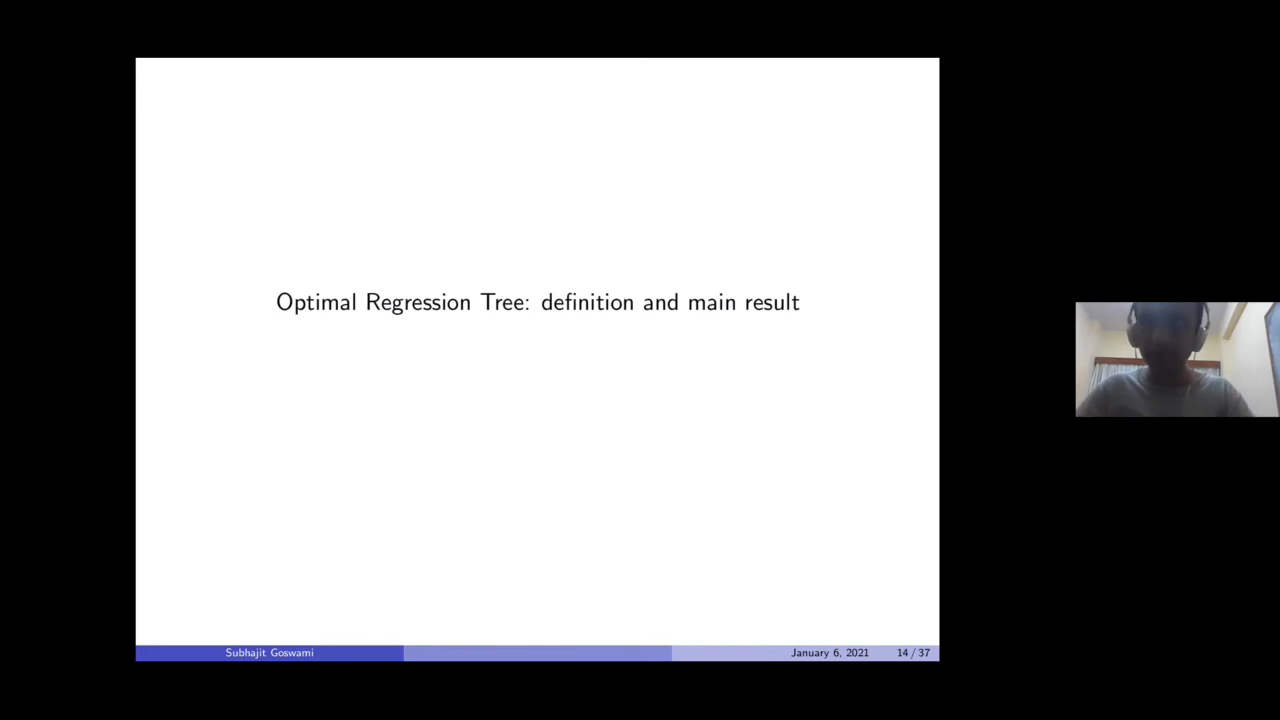 Optimal Regression Tree: definition and main result
Subhajit Goswami January 6, 2021 14 / 37